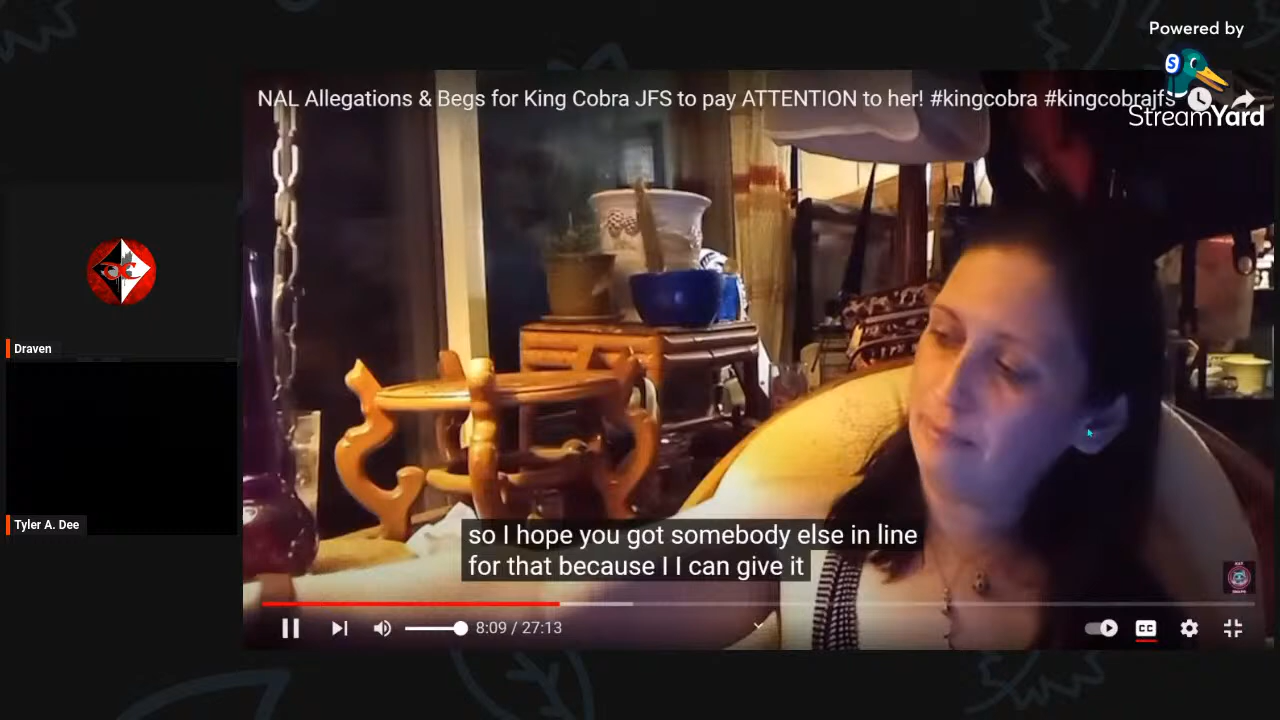 Powered by
StreamYard
NAL Allegations & Begs for King Cobra JFS to pay ATTENTION to her! #kingcobra #kingcobrajfs
Draven
Tyler A. Dee
so I hope you got somebody else in line
for that because I I can give it
8:09 / 27:13
CC